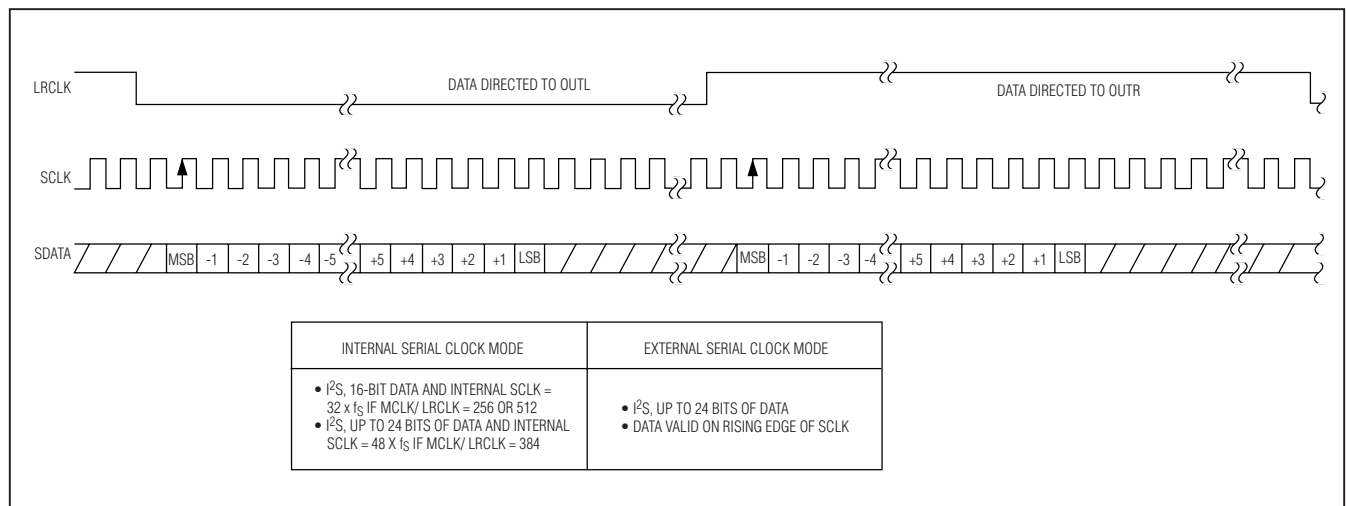 LRCLK
DATA DIRECTED TO OUTL
DATA DIRECTED TO OUTR
SCLK
SDATA
MSB -1 -2 -3 -4 -5 +5 +4 +3 +2 +1 LSB MSB -1 -2 -3 -4 +5 +4 +3 +2 +1 LSB
INTERNAL SERIAL CLOCK MODE
• I²S, 16-BIT DATA AND INTERNAL SCLK =
32 x fS IF MCLK/ LRCLK = 256 OR 512
• I²S, UP TO 24 BITS OF DATA AND INTERNAL
SCLK = 48 X fS IF MCLK/ LRCLK = 384
EXTERNAL SERIAL CLOCK MODE
• I²S, UP TO 24 BITS OF DATA
• DATA VALID ON RISING EDGE OF SCLK